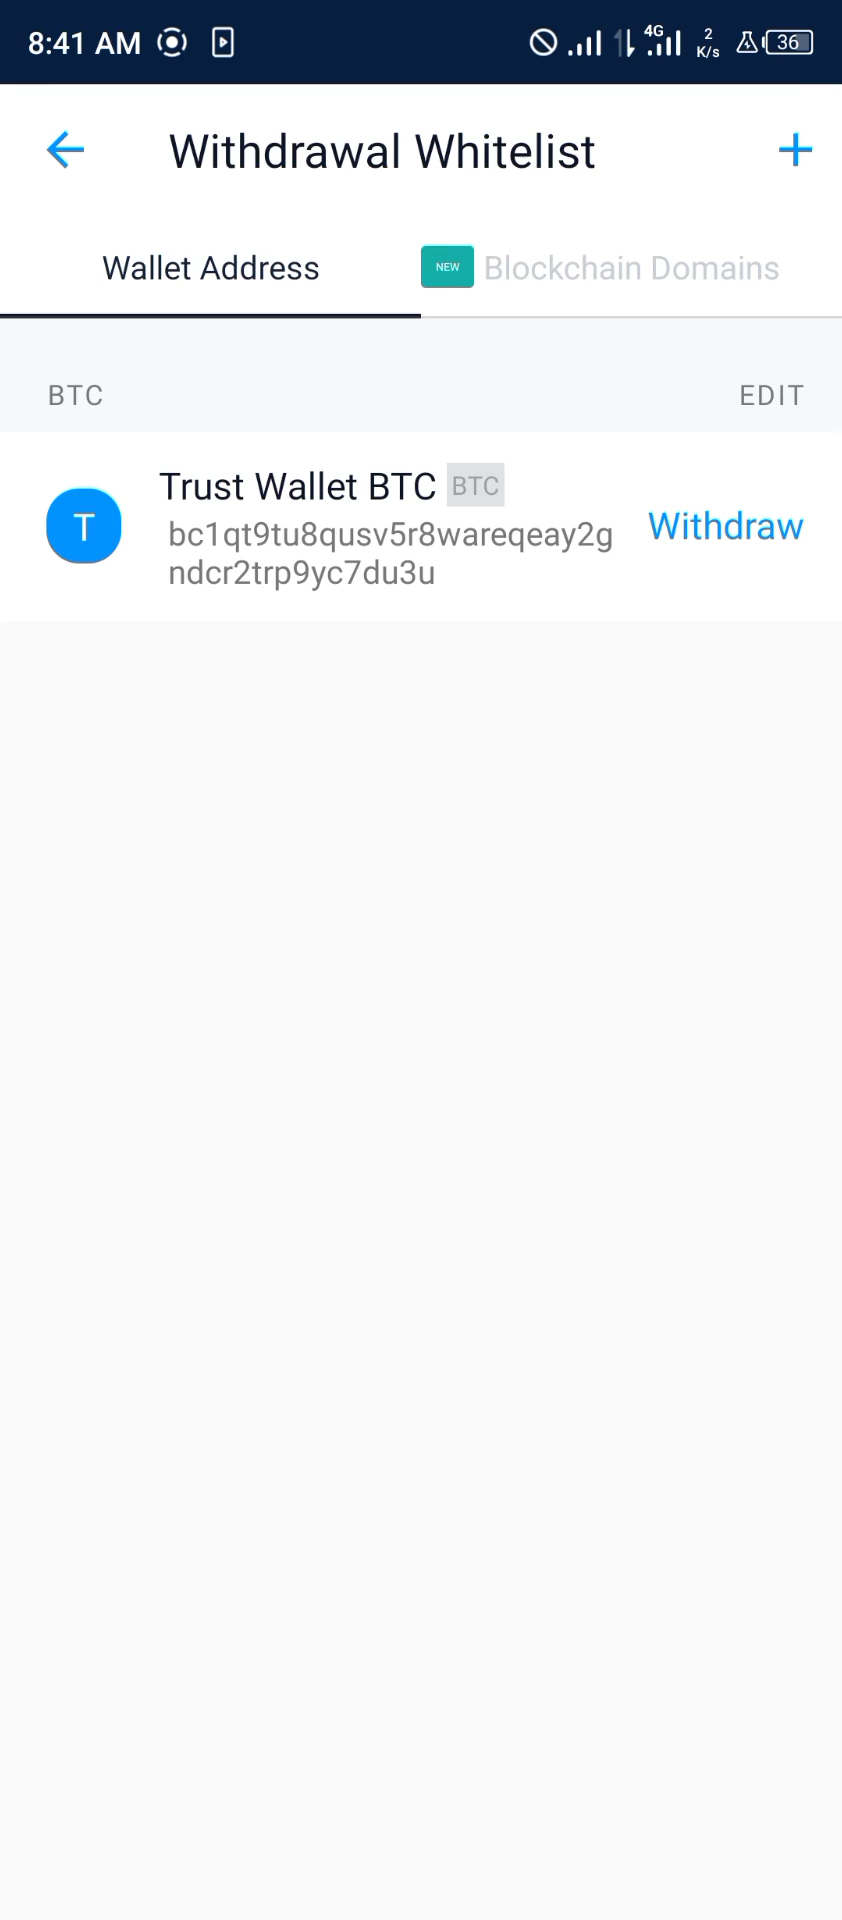 8:41 AM 4G 2 K/s 36
Withdrawal Whitelist
Wallet Address NEW Blockchain Domains
BTC EDIT
Trust Wallet BTC BTC
T bc1qt9tu8qusv5r8wareqeay2g Withdraw
ndcr2trp9yc7du3u